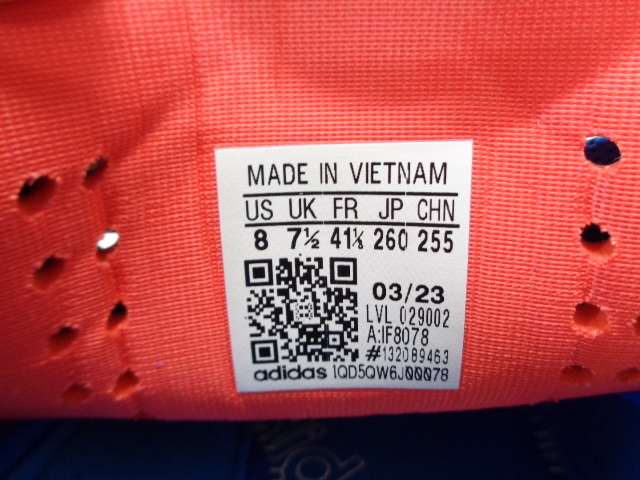 MADE IN VIETNAM
US UK FR JP CHN
8 7½ 41⅓ 260 255
03/23
LVL 029002
A:IF8078
#132089463
adidas 1QD5QW6J00078